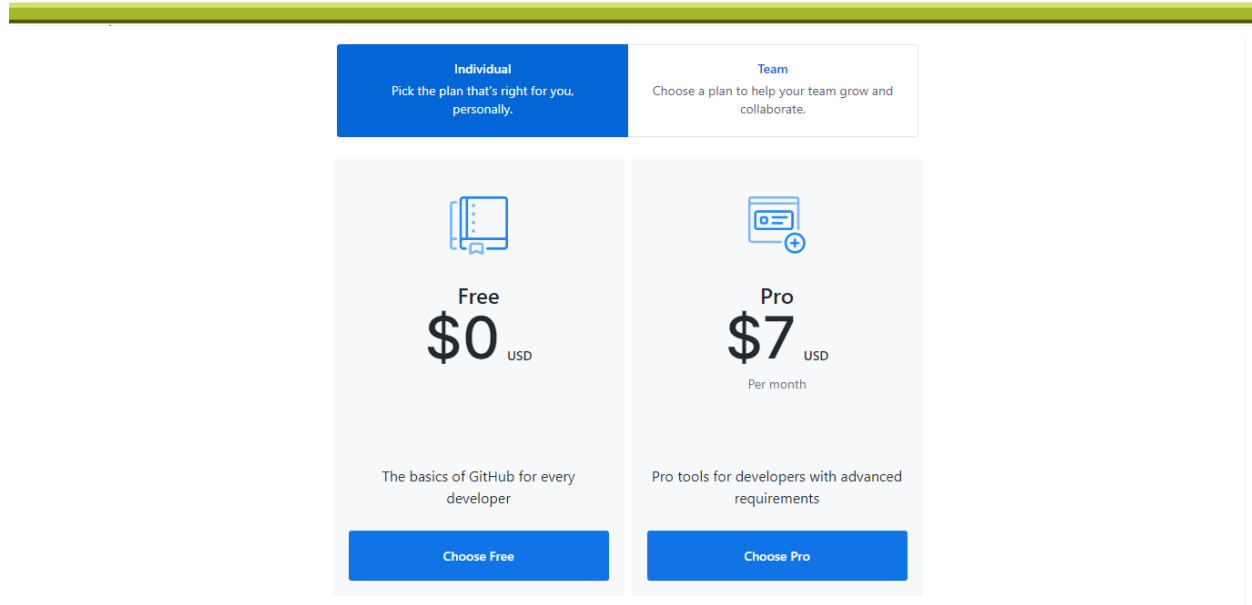 Individual
Pick the plan that's right for you,
personally.
Team
Choose a plan to help your team grow and
collaborate.
Free
$0 USD
The basics of GitHub for every
developer
Choose Free
Pro
$7 USD
Per month
Pro tools for developers with advanced
requirements
Choose Pro